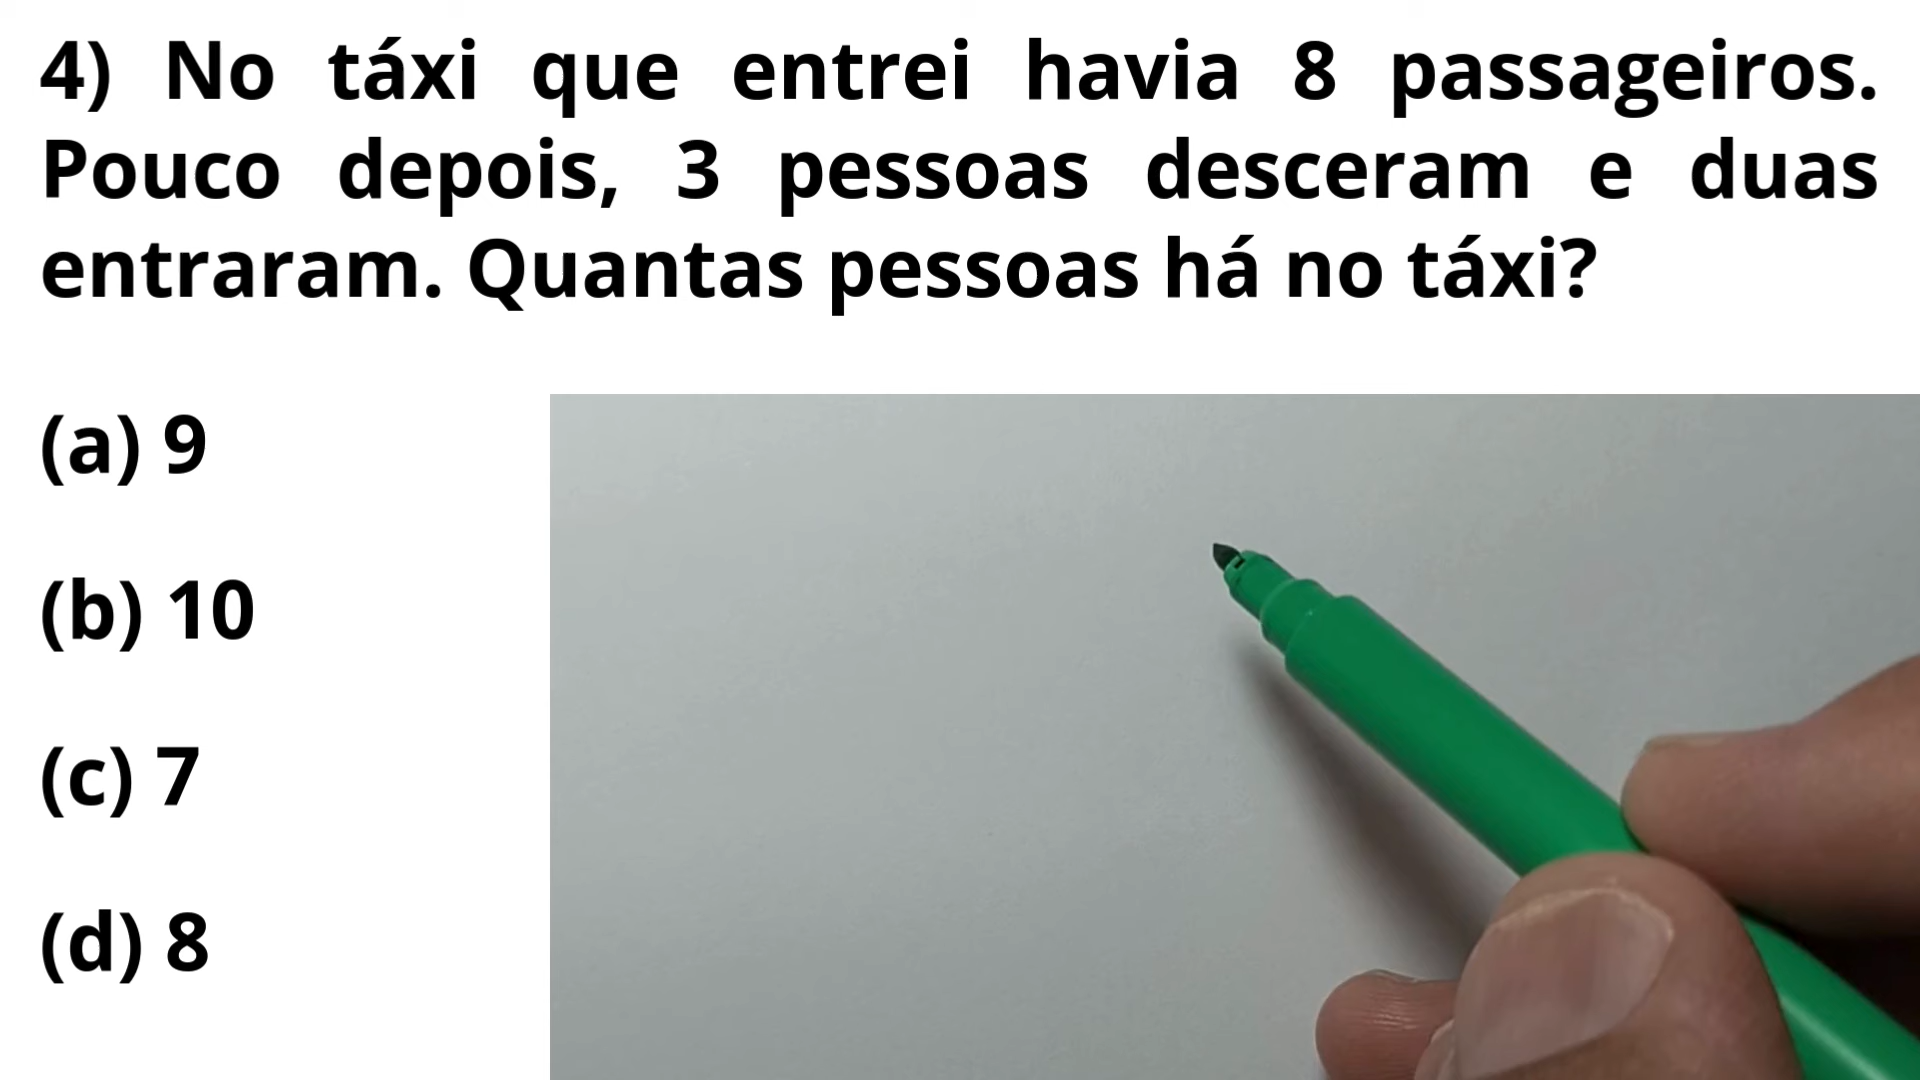 4) No táxi que entrei havia 8 passageiros.
Pouco depois, 3 pessoas desceram e duas
entraram. Quantas pessoas há no táxi?
(a) 9
(b) 10
(c) 7
(d) 8